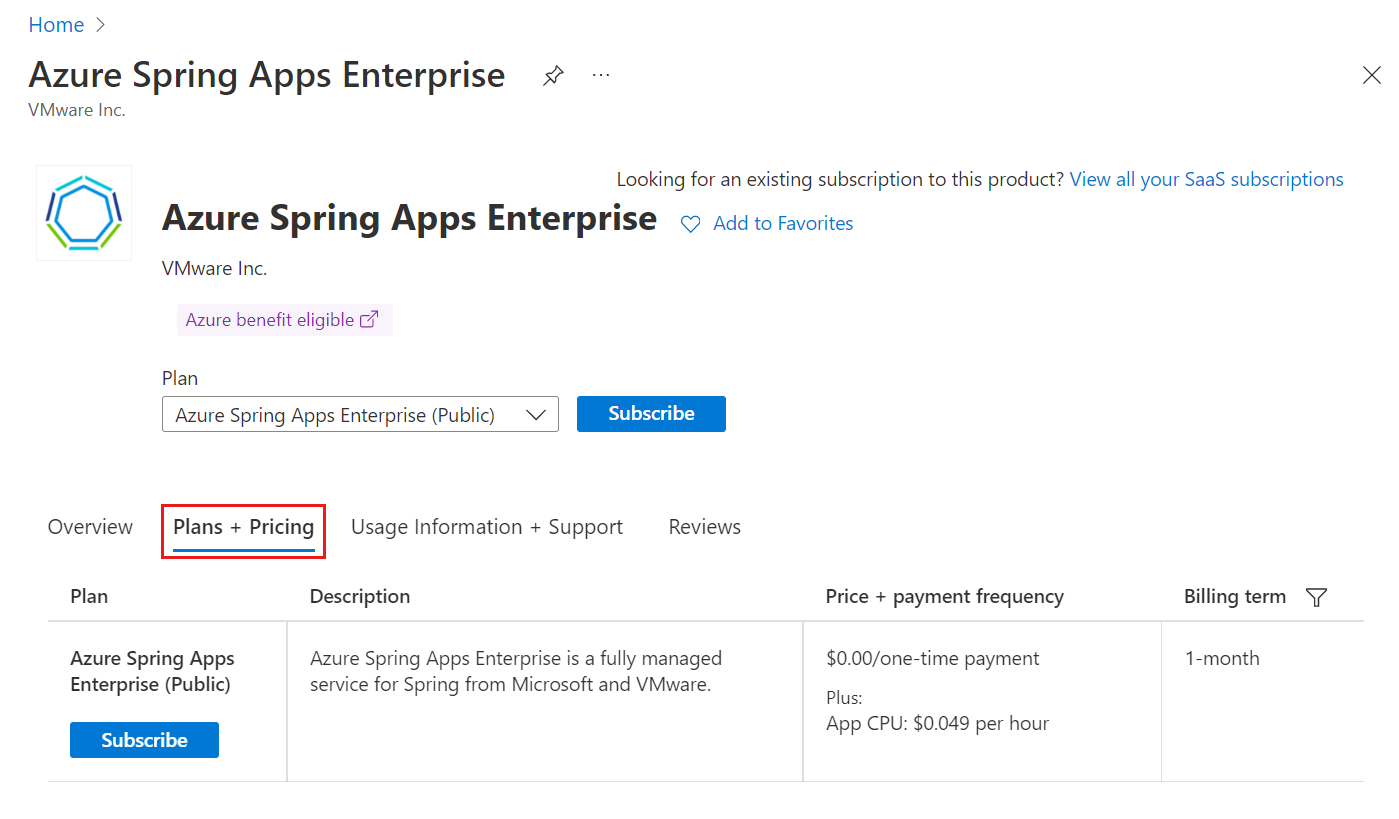 Home >
Azure Spring Apps Enterprise ...
VMware Inc.
Looking for an existing subscription to this product? View all your SaaS subscriptions
Azure Spring Apps Enterprise Add to Favorites
VMware Inc.
Azure benefit eligible
Plan
Azure Spring Apps Enterprise (Public) Subscribe
Overview Plans + Pricing Usage Information + Support Reviews
Plan Description Price + payment frequency Billing term
Azure Spring Apps Azure Spring Apps Enterprise is a fully managed $0.00/one-time payment 1-month
Enterprise (Public) service for Spring from Microsoft and VMware.
Plus:
App CPU: $0.049 per hour
Subscribe